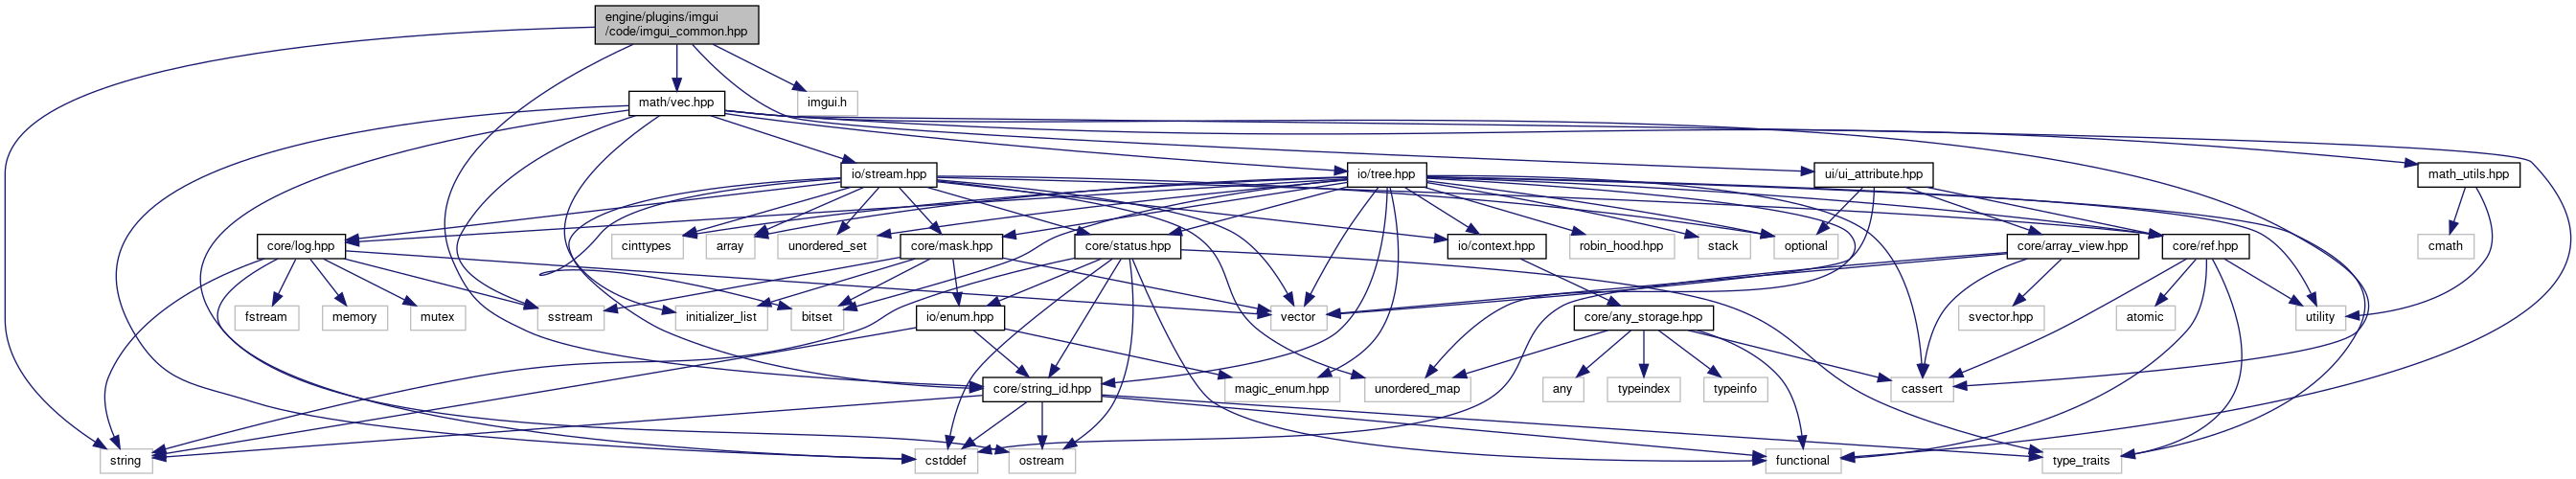 engine/plugins/imgui
/code/imgui_common.hpp
math/vec.hpp
imgui.h
io/stream.hpp
io/tree.hpp
ui/ui_attribute.hpp
math_utils.hpp
core/log.hpp
cinttypes
array
unordered_set
core/mask.hpp
core/status.hpp
io/context.hpp
robin_hood.hpp
stack
optional
core/array_view.hpp
core/ref.hpp
cmath
fstream
memory
mutex
sstream
initializer_list
bitset
io/enum.hpp
vector
core/any_storage.hpp
svector.hpp
atomic
utility
core/string_id.hpp
magic_enum.hpp
unordered_map
any
typeindex
typeinfo
cassert
string
cstddef
ostream
functional
type_traits